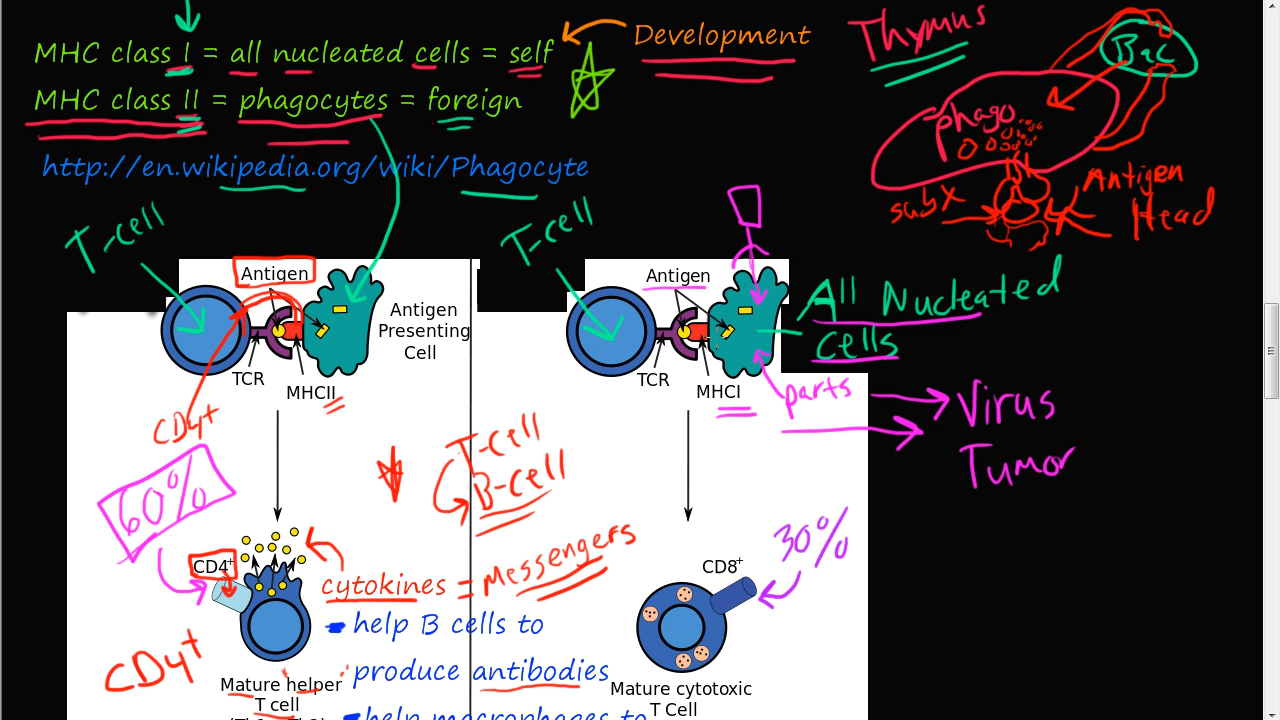 MHC class I = all nucleated cells = self
Development
Thymus
Bac
MHC class II = phagocytes = foreign
phago
http://en.wikipedia.org/wiki/Phagocyte
Antigen
Head
T-cell
T-cell
Antigen
Antigen
All Nucleated
cells
Antigen
Presenting
Cell
TCR
MHCII
TCR
MHCI
parts
Virus
Tumor
CD4+
60%
T-cell
B-cell
30%
CD4+
cytokines = Messengers
CD8+
help B cells to
produce antibodies
CD4+
Mature helper
T cell
Mature cytotoxic
T Cell
help macrophages to